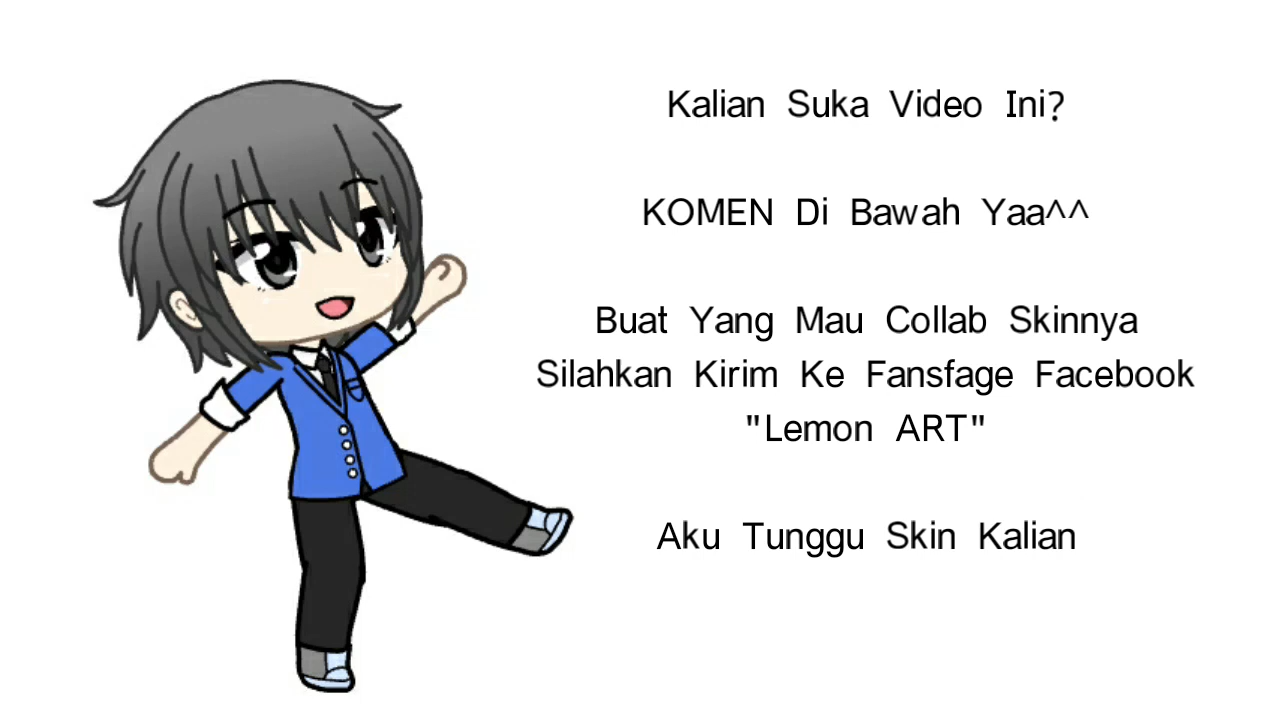 Kalian Suka Video Ini?
KOMEN Di Bawah Yaa^^
Buat Yang Mau Collab Skinnya
Silahkan Kirim Ke Fansfage Facebook
"Lemon ART"
Aku Tunggu Skin Kalian